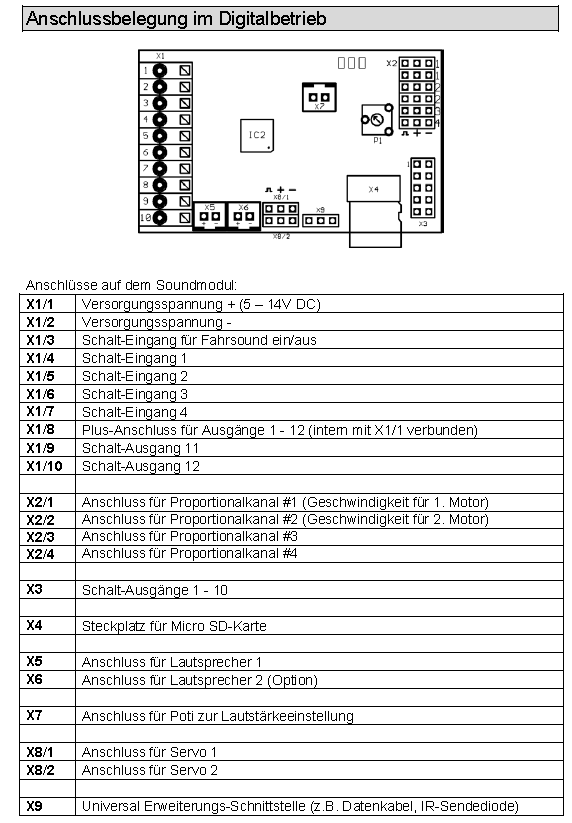 Anschlussbelegung im Digitalbetrieb
X1
1
2
3
4
5
6
7
8
9
10
IC2
X7
P1
X2
1
1
2
2
3
4
+ −
X5
+ -
X6
+ -
+ −
X8/1
X8/2
X9
X4
1
X3
Anschlüsse auf dem Soundmodul:
X1/1 Versorgungsspannung + (5 – 14V DC)
X1/2 Versorgungsspannung -
X1/3 Schalt-Eingang für Fahrsound ein/aus
X1/4 Schalt-Eingang 1
X1/5 Schalt-Eingang 2
X1/6 Schalt-Eingang 3
X1/7 Schalt-Eingang 4
X1/8 Plus-Anschluss für Ausgänge 1 - 12 (intern mit X1/1 verbunden)
X1/9 Schalt-Ausgang 11
X1/10 Schalt-Ausgang 12
X2/1 Anschluss für Proportionalkanal #1 (Geschwindigkeit für 1. Motor)
X2/2 Anschluss für Proportionalkanal #2 (Geschwindigkeit für 2. Motor)
X2/3 Anschluss für Proportionalkanal #3
X2/4 Anschluss für Proportionalkanal #4
X3 Schalt-Ausgänge 1 - 10
X4 Steckplatz für Micro SD-Karte
X5 Anschluss für Lautsprecher 1
X6 Anschluss für Lautsprecher 2 (Option)
X7 Anschluss für Poti zur Lautstärkeeinstellung
X8/1 Anschluss für Servo 1
X8/2 Anschluss für Servo 2
X9 Universal Erweiterungs-Schnittstelle (z.B. Datenkabel, IR-Sendediode)